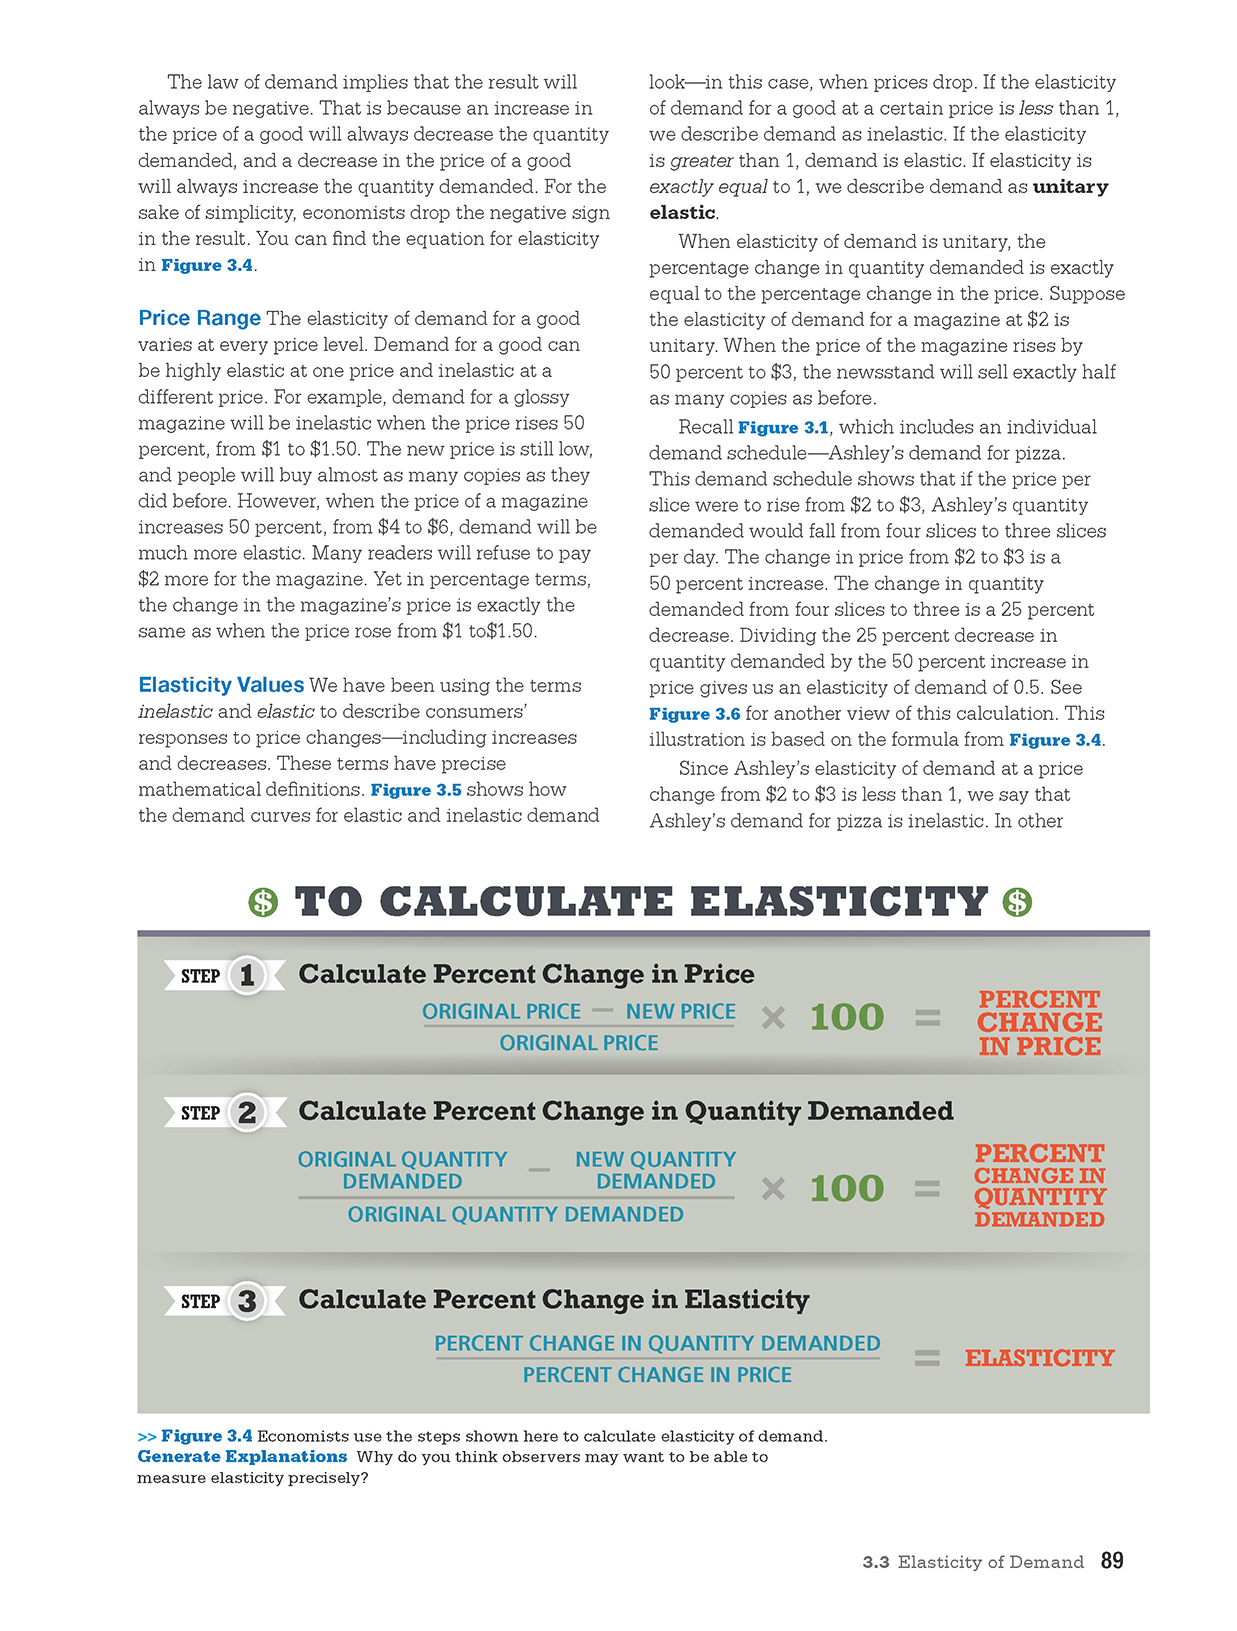 The law of demand implies that the result will
always be negative. That is because an increase in
the price of a good will always decrease the quantity
demanded, and a decrease in the price of a good
will always increase the quantity demanded. For the
sake of simplicity, economists drop the negative sign
in the result. You can find the equation for elasticity
in Figure 3.4.
Price Range The elasticity of demand for a good
varies at every price level. Demand for a good can
be highly elastic at one price and inelastic at a
different price. For example, demand for a glossy
magazine will be inelastic when the price rises 50
percent, from $1 to $1.50. The new price is still low,
and people will buy almost as many copies as they
did before. However, when the price of a magazine
increases 50 percent, from $4 to $6, demand will be
much more elastic. Many readers will refuse to pay
$2 more for the magazine. Yet in percentage terms,
the change in the magazine's price is exactly the
same as when the price rose from $1 to$1.50.
Elasticity Values We have been using the terms
inelastic and elastic to describe consumers'
responses to price changes—including increases
and decreases. These terms have precise
mathematical definitions. Figure 3.5 shows how
the demand curves for elastic and inelastic demand
look—in this case, when prices drop. If the elasticity
of demand for a good at a certain price is less than 1,
we describe demand as inelastic. If the elasticity
is greater than 1, demand is elastic. If elasticity is
exactly equal to 1, we describe demand as unitary
elastic.
When elasticity of demand is unitary, the
percentage change in quantity demanded is exactly
equal to the percentage change in the price. Suppose
the elasticity of demand for a magazine at $2 is
unitary. When the price of the magazine rises by
50 percent to $3, the newsstand will sell exactly half
as many copies as before.
Recall Figure 3.1, which includes an individual
demand schedule—Ashley's demand for pizza.
This demand schedule shows that if the price per
slice were to rise from $2 to $3, Ashley's quantity
demanded would fall from four slices to three slices
per day. The change in price from $2 to $3 is a
50 percent increase. The change in quantity
demanded from four slices to three is a 25 percent
decrease. Dividing the 25 percent decrease in
quantity demanded by the 50 percent increase in
price gives us an elasticity of demand of 0.5. See
Figure 3.6 for another view of this calculation. This
illustration is based on the formula from Figure 3.4.
Since Ashley's elasticity of demand at a price
change from $2 to $3 is less than 1, we say that
Ashley's demand for pizza is inelastic. In other
$ TO CALCULATE ELASTICITY $
STEP 1 Calculate Percent Change in Price
ORIGINAL PRICE — NEW PRICE
ORIGINAL PRICE
× 100 =
PERCENT
CHANGE
IN PRICE
STEP 2 Calculate Percent Change in Quantity Demanded
ORIGINAL QUANTITY
DEMANDED
—
NEW QUANTITY
DEMANDED
ORIGINAL QUANTITY DEMANDED
× 100 =
PERCENT
CHANGE IN
QUANTITY
DEMANDED
STEP 3 Calculate Percent Change in Elasticity
PERCENT CHANGE IN QUANTITY DEMANDED
PERCENT CHANGE IN PRICE
= ELASTICITY
>> Figure 3.4 Economists use the steps shown here to calculate elasticity of demand.
Generate Explanations Why do you think observers may want to be able to
measure elasticity precisely?
3.3 Elasticity of Demand 89